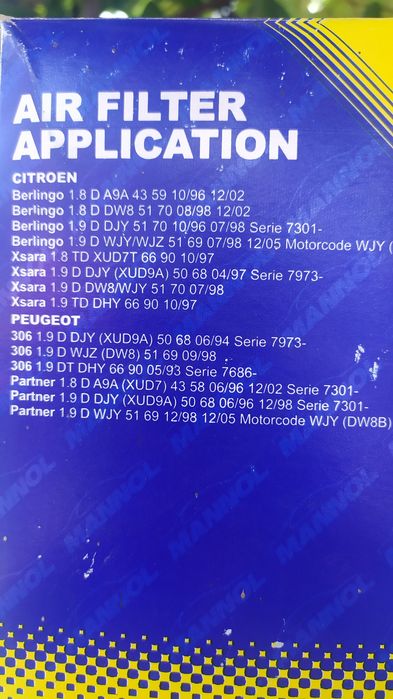 AIR FILTER
APPLICATION
CITROEN
Berlingo 1.8 D A9A 43 59 10/96 12/02
Berlingo 1.8 D DW8 51 70 08/98 12/02
Berlingo 1.9 D DJY 51 70 10/96 07/98 Serie 7301-
Berlingo 1.9 D WJY/WJZ 51 69 07/98 12/05 Motorcode WJY (
Xsara 1.8 TD XUD7T 66 90 10/97
Xsara 1.9 D DJY (XUD9A) 50 68 04/97 Serie 7973-
Xsara 1.9 D DW8/WJY 51 70 07/98
Xsara 1.9 TD DHY 66 90 10/97
PEUGEOT
306 1.9 D DJY (XUD9A) 50 68 06/94 Serie 7973-
306 1.9 D WJZ (DW8) 51 69 09/98
306 1.9 DT DHY 66 90 05/93 Serie 7686-
Partner 1.8 D A9A (XUD7) 43 58 06/96 12/02 Serie 7301-
Partner 1.9 D DJY (XUD9A) 50 68 06/96 12/98 Serie 7301-
Partner 1.9 D WJY 51 69 12/98 12/05 Motorcode WJY (DW8B)
MANNOL